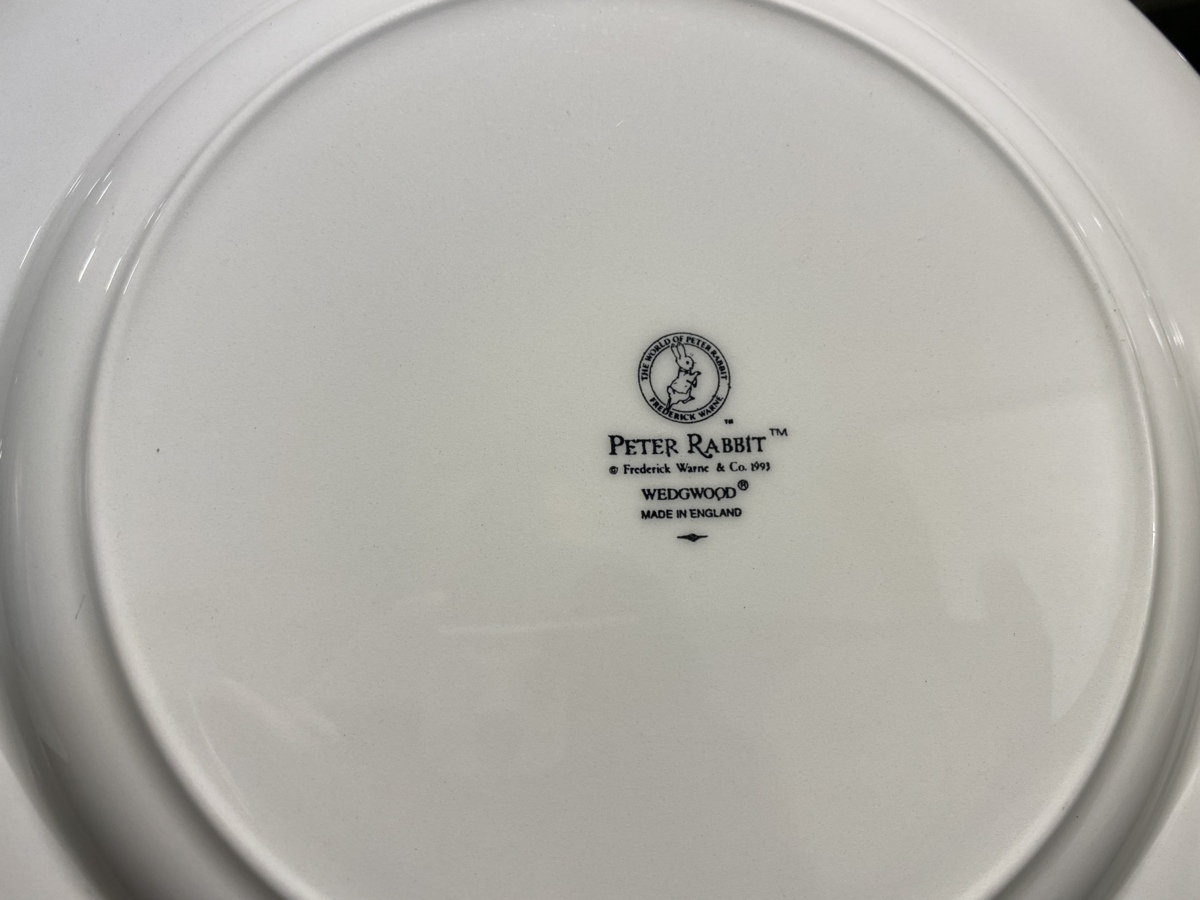 THE WORLD OF PETER RABBIT
FREDERICK WARNE
™
PETER RABBIT™
© Frederick Warne & Co. 1993
WEDGWOOD®
MADE IN ENGLAND